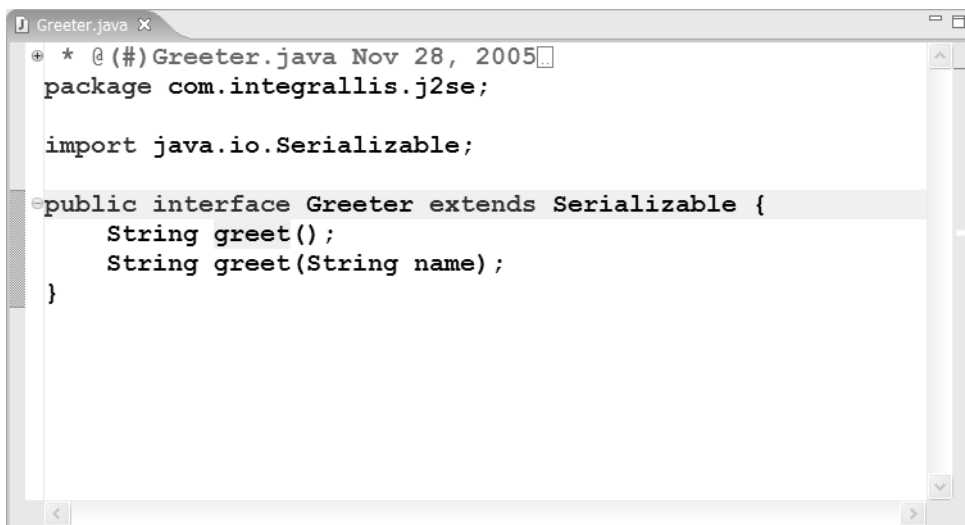 Greeter.java
* @(#)Greeter.java Nov 28, 2005
package com.integrallis.j2se;
import java.io.Serializable;
public interface Greeter extends Serializable {
String greet();
String greet(String name);
}